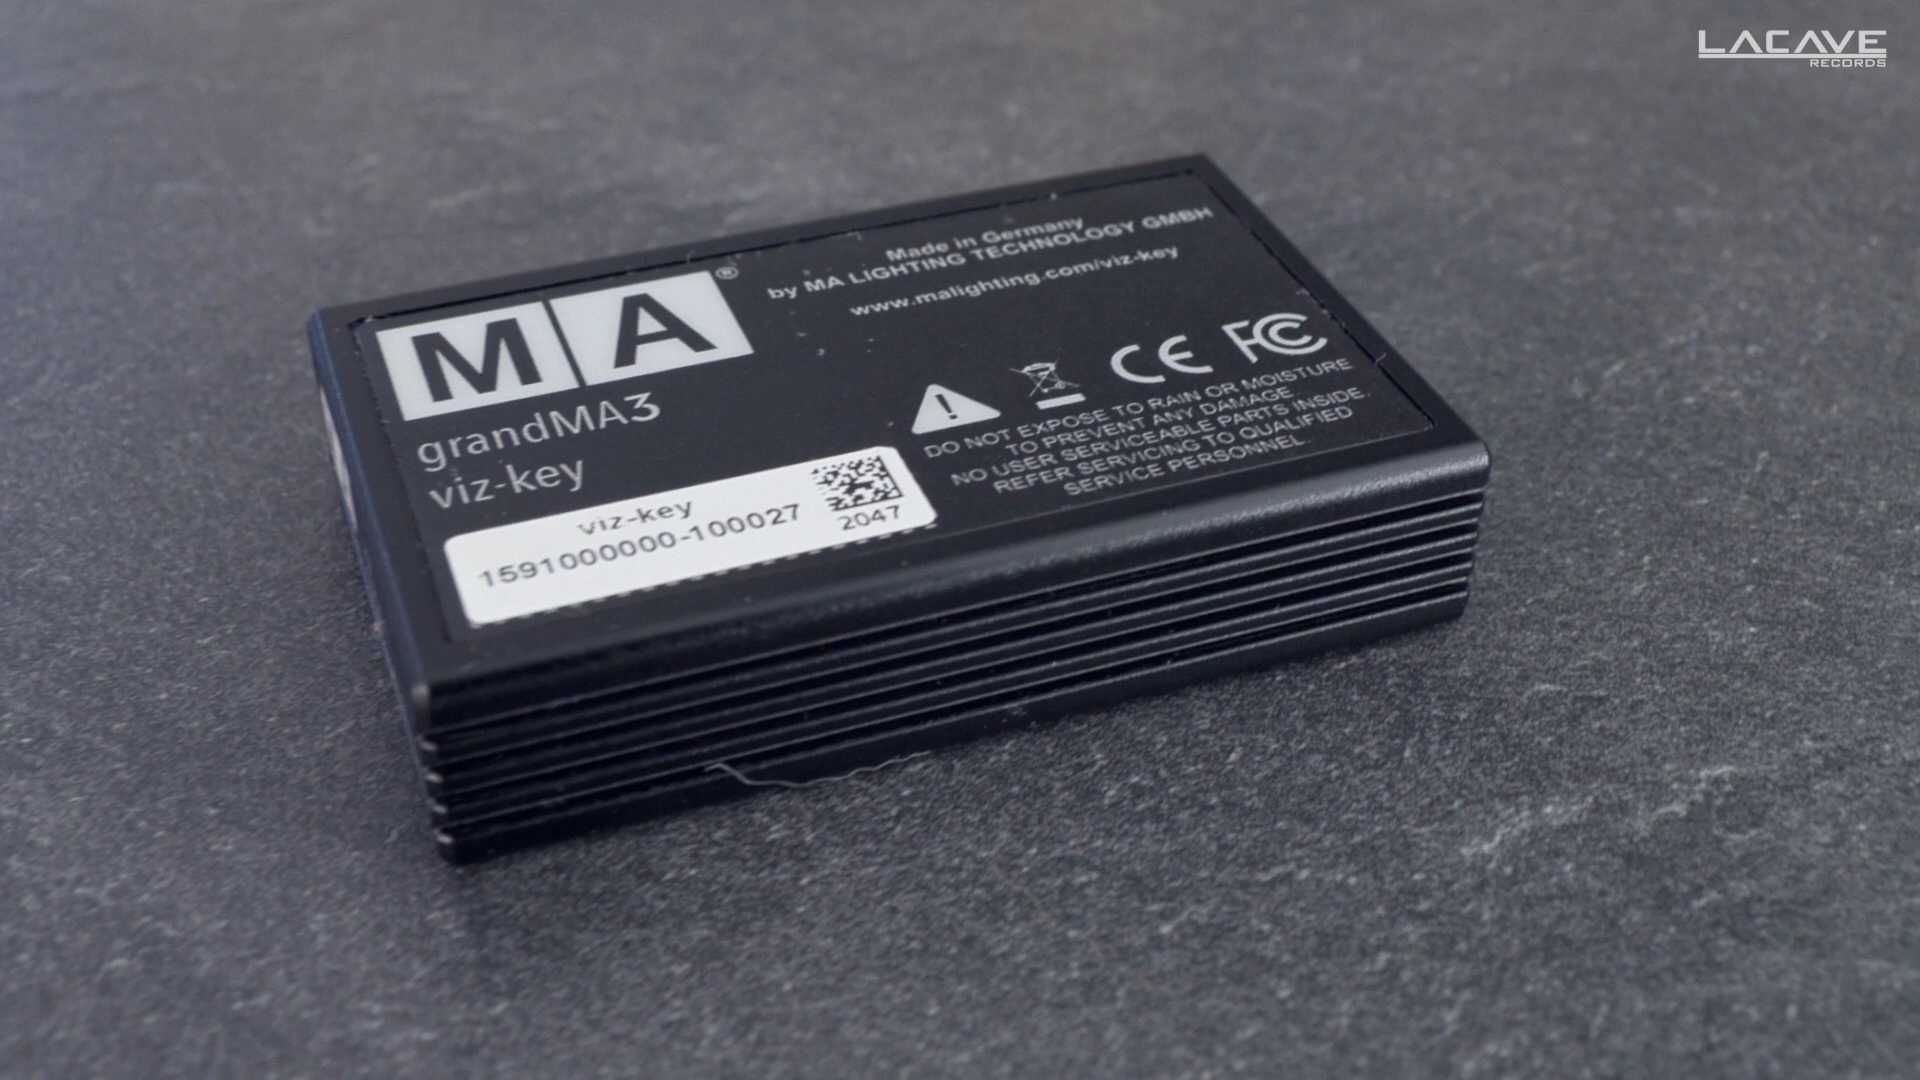 LACAVE
RECORDS
MA®
grandMA3
viz-key
viz-key
1591000000-100027
2047
Made in Germany
by MA LIGHTING TECHNOLOGY GMBH
www.malighting.com/viz-key
CE FC
DO NOT EXPOSE TO RAIN OR MOISTURE
TO PREVENT ANY DAMAGE.
NO USER SERVICEABLE PARTS INSIDE.
REFER SERVICING TO QUALIFIED
SERVICE PERSONNEL.